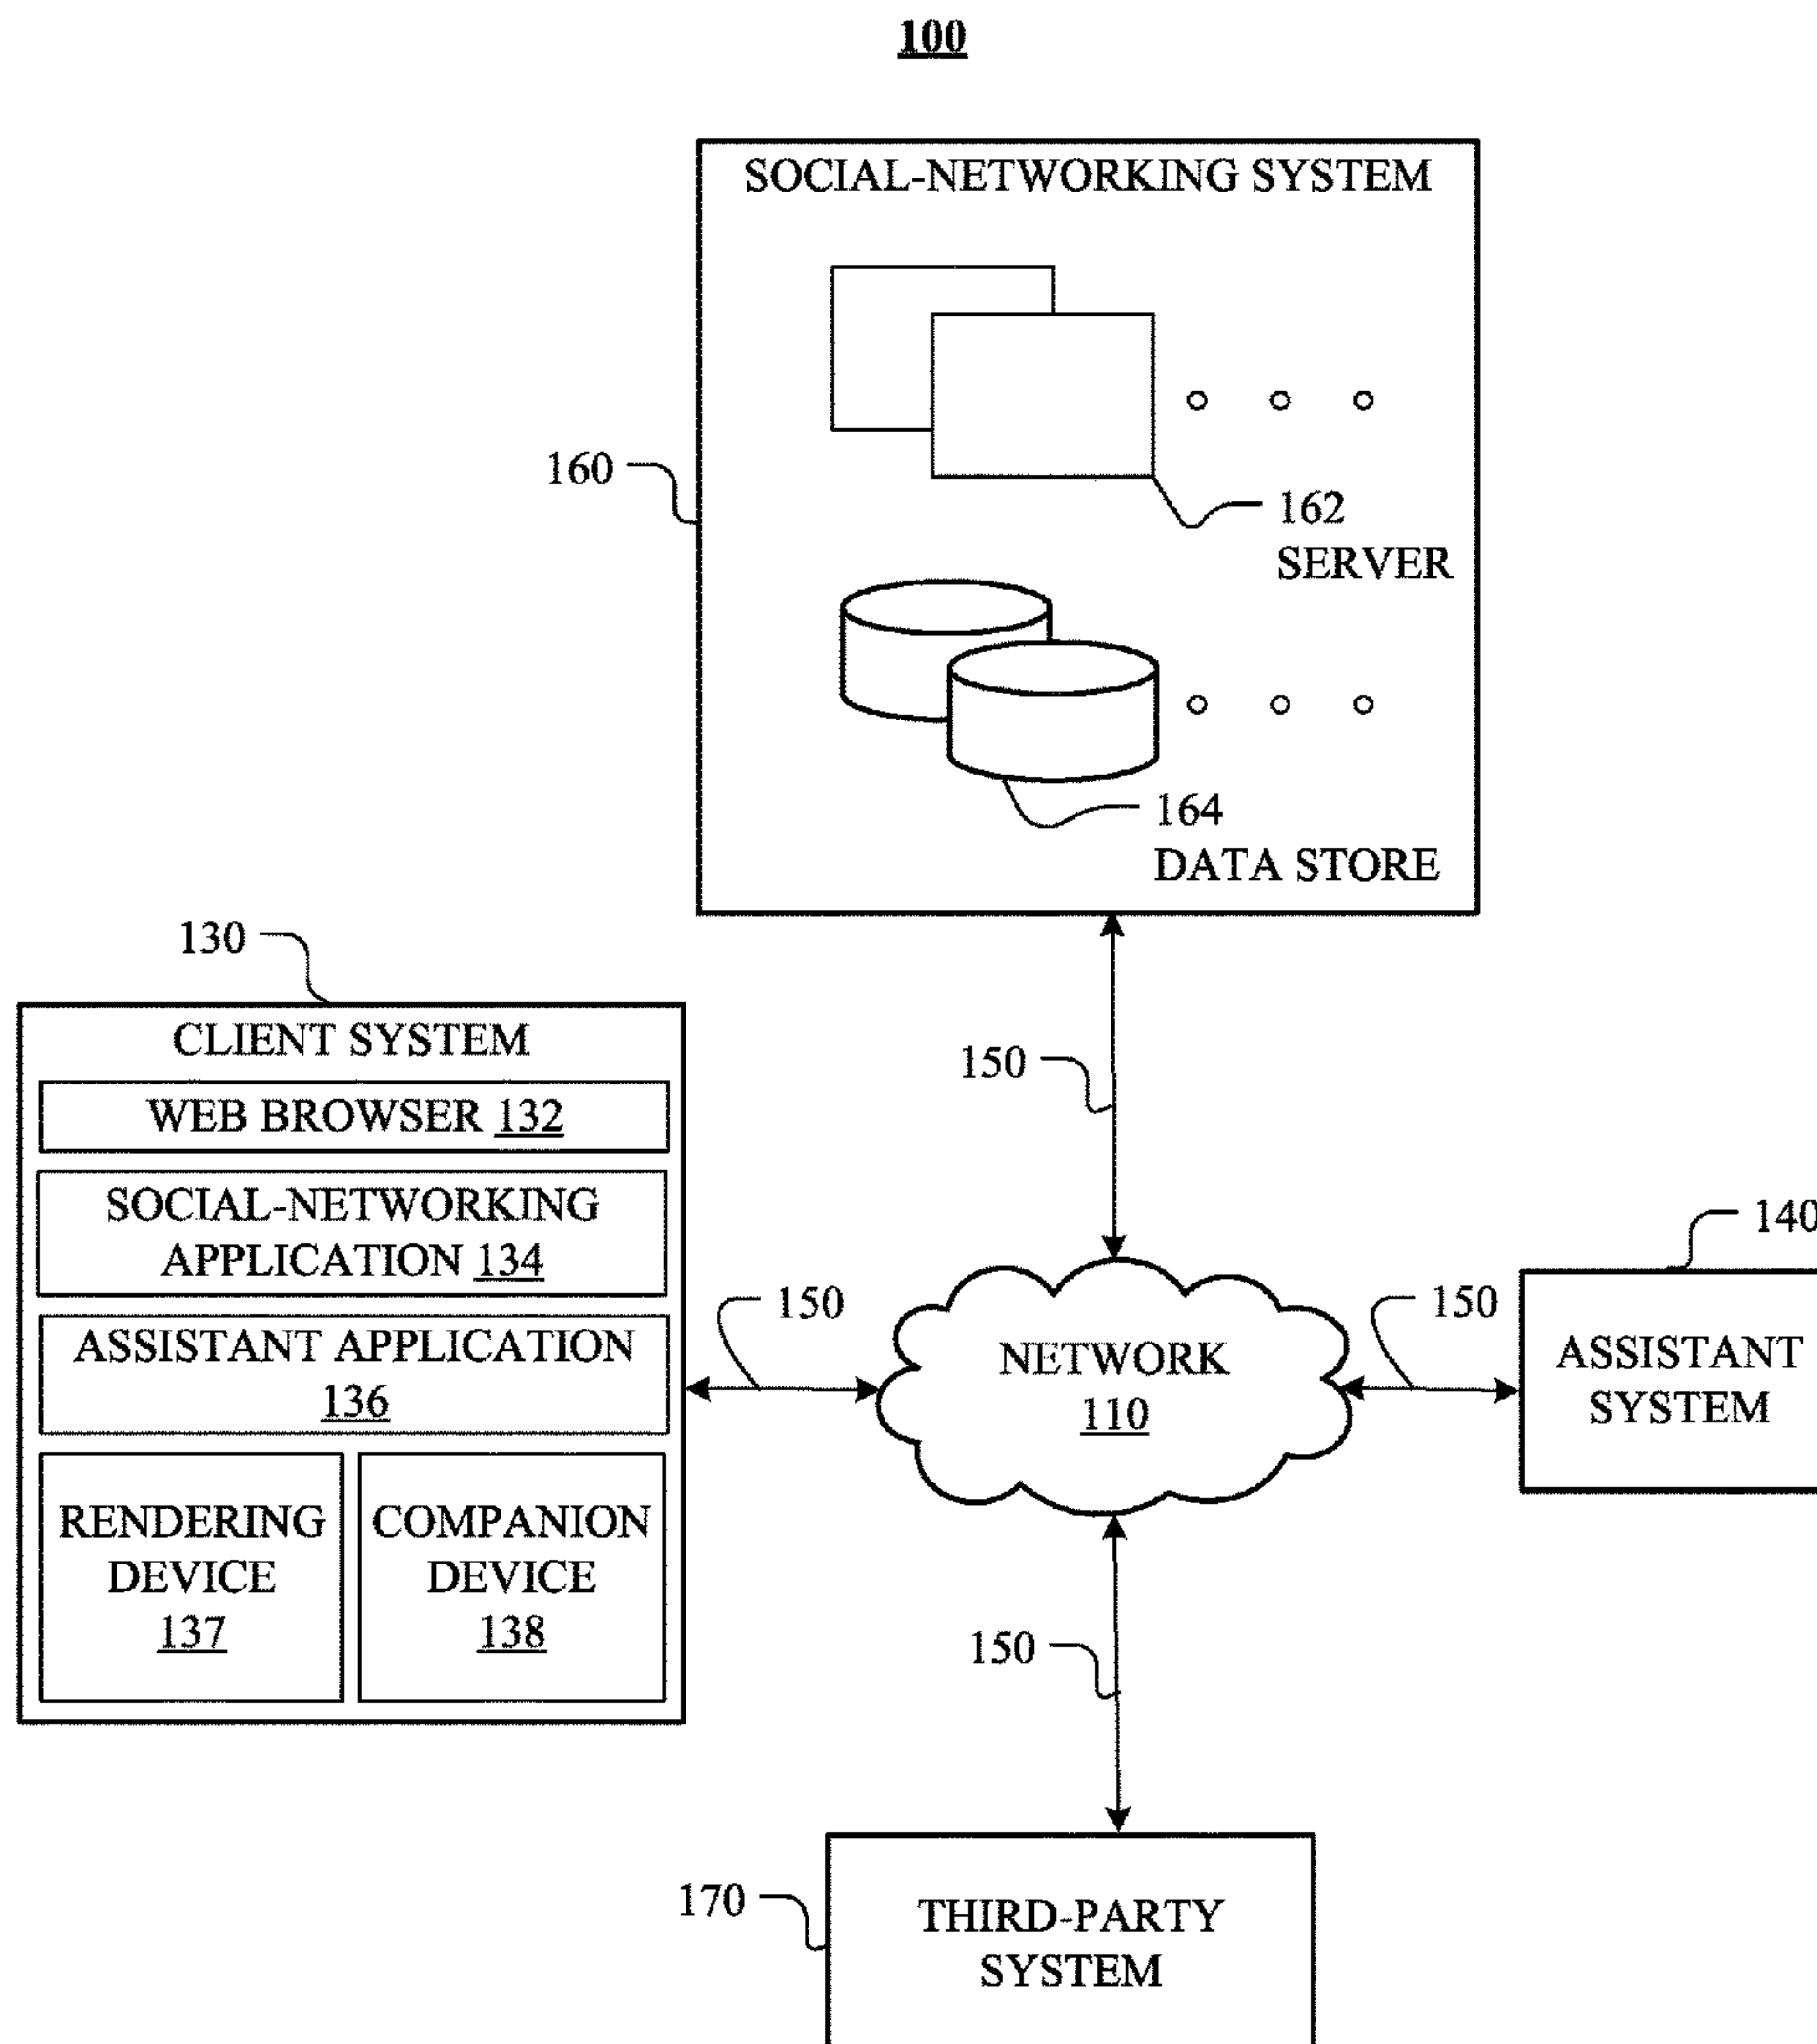 100
SOCIAL-NETWORKING SYSTEM
160
162
SERVER
164
DATA STORE
130
CLIENT SYSTEM
WEB BROWSER 132
SOCIAL-NETWORKING
APPLICATION 134
ASSISTANT APPLICATION
136
RENDERING
DEVICE
137
COMPANION
DEVICE
138
150
150
NETWORK
110
150
140
ASSISTANT
SYSTEM
150
170
THIRD-PARTY
SYSTEM